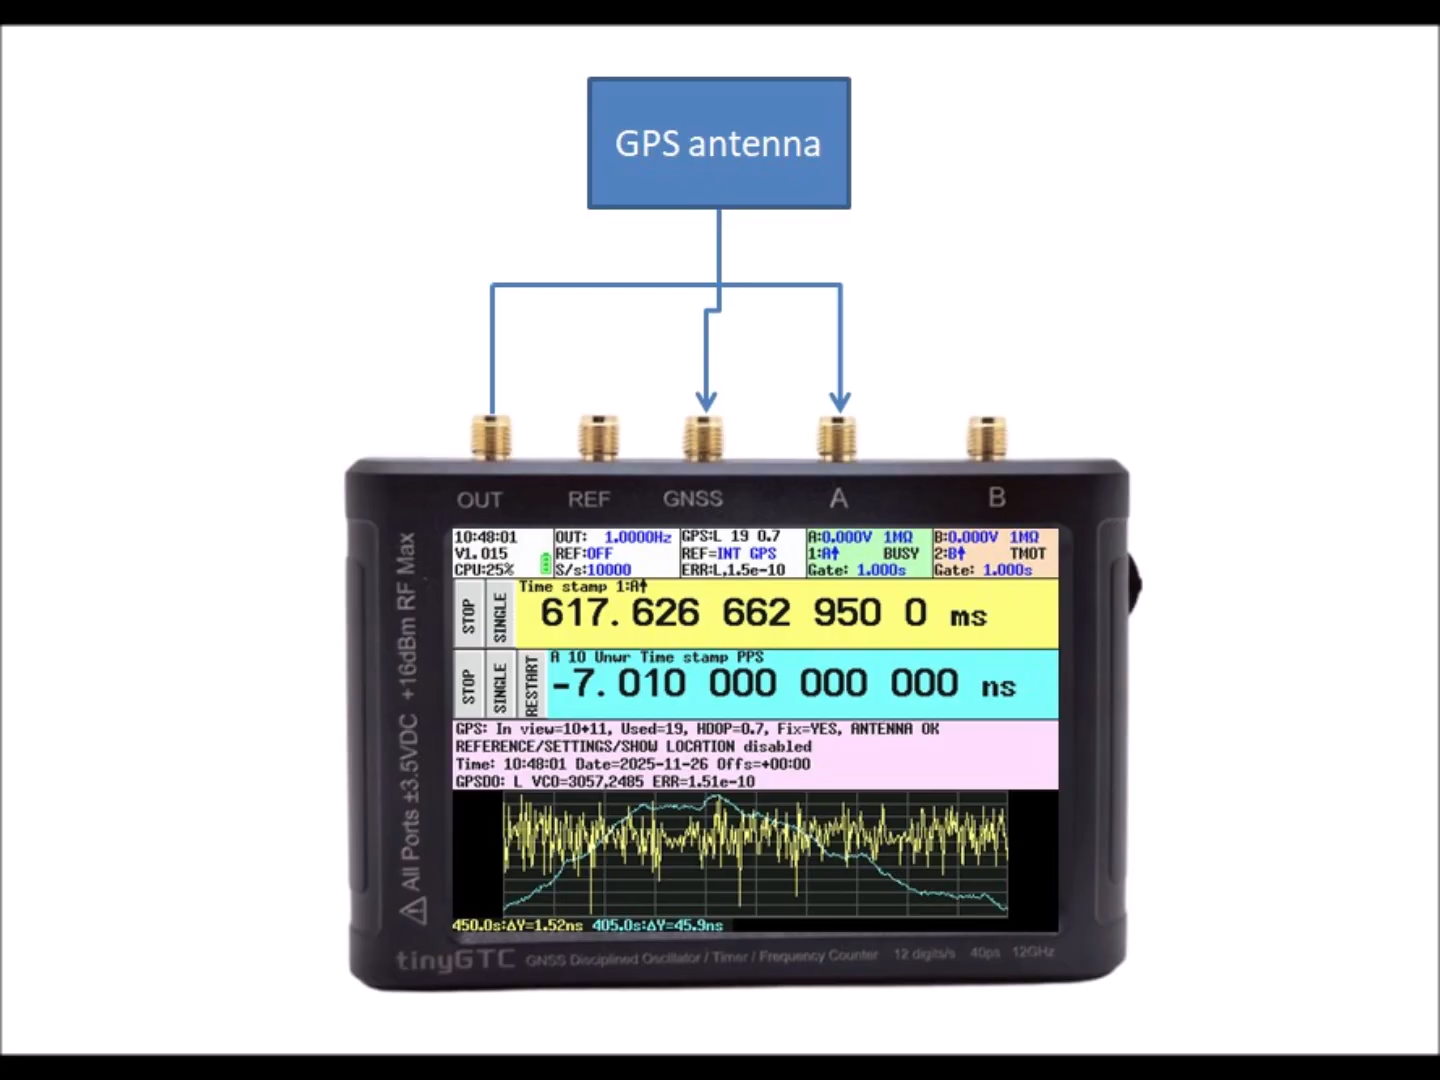 GPS antenna
OUT REF GNSS A B
All Ports ±3.5VDC +16dBm RF Max
10:48:01
V1.015
CPU:25%
OUT: 1.0000Hz
REF:OFF
S/s:10000
GPS:L 19 0.7
REF=INT GPS
ERR:L,1.5e-10
A:0.000V 1MΩ
1:A↑ BUSY
Gate: 1.000s
B:0.000V 1MΩ
2:B↑ TMOT
Gate: 1.000s
STOP
SINGLE
Time stamp 1:A↑
617.626 662 950 0 ms
STOP
SINGLE
RESTART
A 10 Unwr Time stamp PPS
-7.010 000 000 000 ns
GPS: In view=10+11, Used=19, HDOP=0.7, Fix=YES, ANTENNA OK
REFERENCE/SETTINGS/SHOW LOCATION disabled
Time: 10:48:01 Date=2025-11-26 Offs=+00:00
GPSDO: L VCO=3057,2485 ERR=1.51e-10
450.0s:ΔY=1.52ns 405.0s:ΔY=45.9ns
tinyGTC GNSS Disciplined Oscillator / Timer / Frequency Counter 12 digits/s 40ps 12GHz